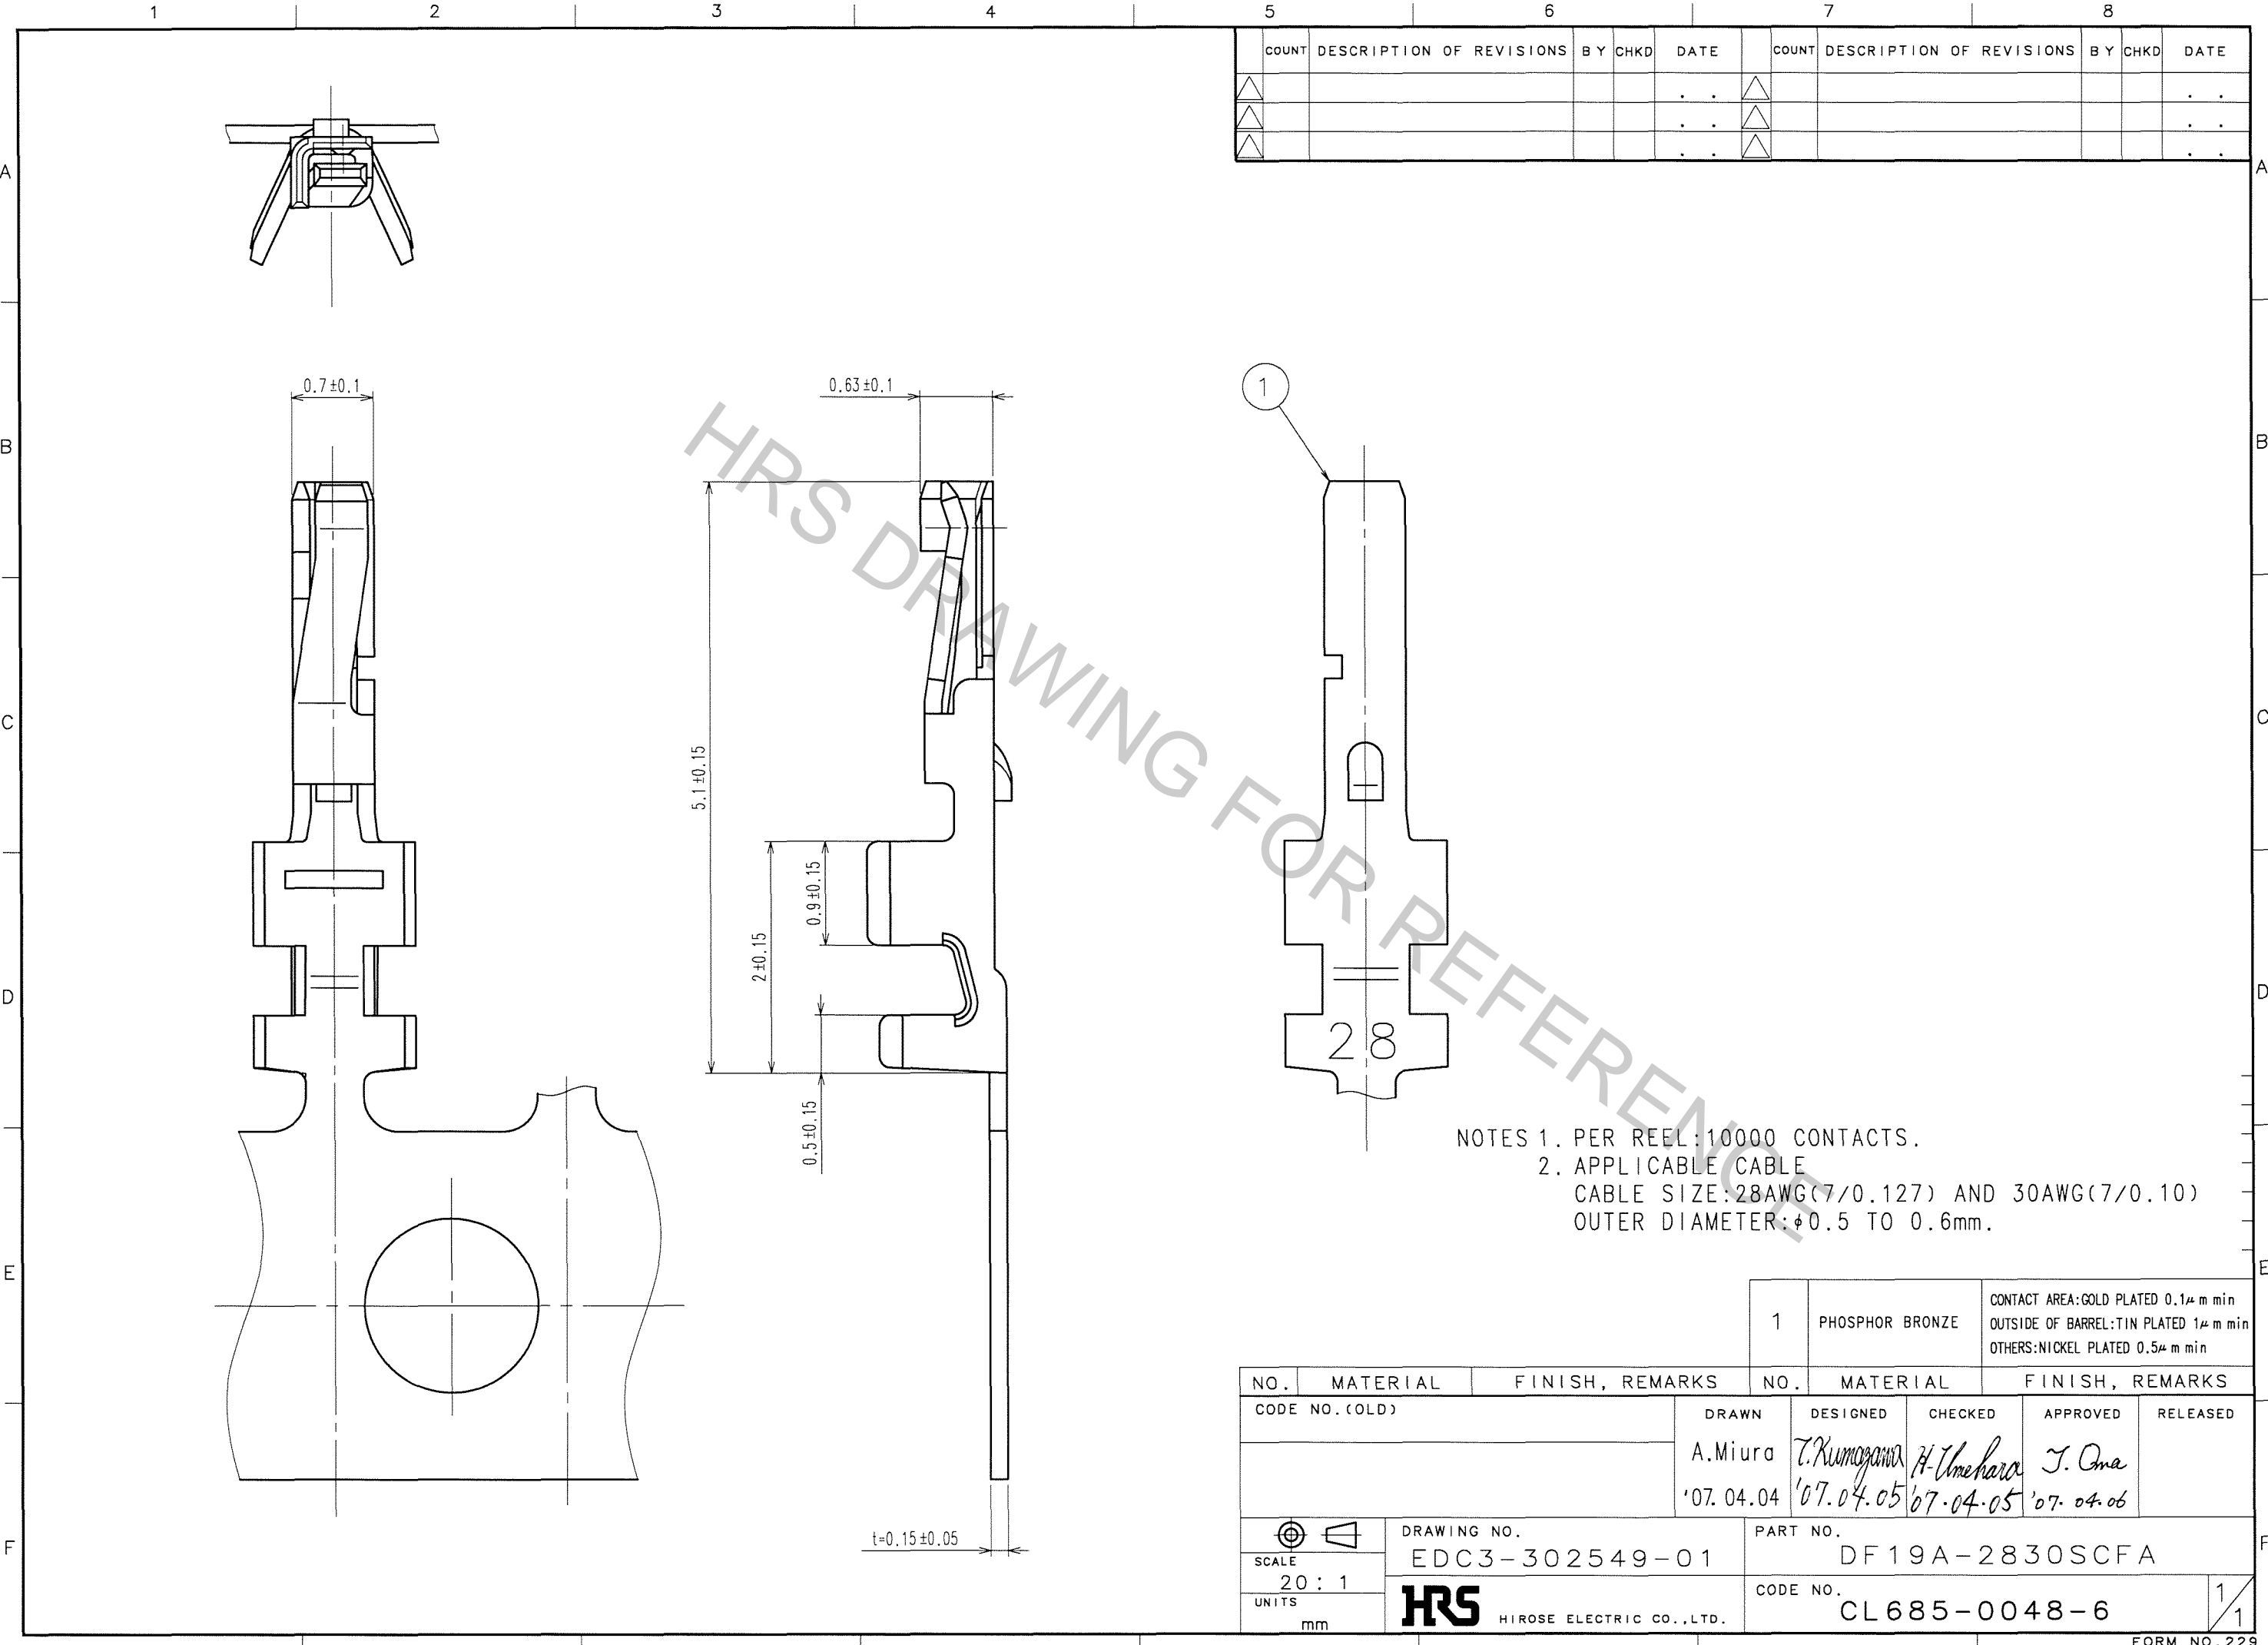 1 2 3 4 5 6 7 8
COUNT DESCRIPTION OF REVISIONS BY CHKD DATE COUNT DESCRIPTION OF REVISIONS BY CHKD DATE
. . . .
. . . .
. . . .
A A
0.7±0.1
0.63±0.1
1
B B
HRS DRAWING FOR REFERENCE
C C
5.1±0.15
0.9±0.15
2±0.15
D D
28
0.5±0.15
NOTES 1. PER REEL:10000 CONTACTS.
2. APPLICABLE CABLE
CABLE SIZE:28AWG(7/0.127) AND 30AWG(7/0.10)
OUTER DIAMETER:φ0.5 TO 0.6mm.
E E
1 PHOSPHOR BRONZE
CONTACT AREA:GOLD PLATED 0.1μm min
OUTSIDE OF BARREL:TIN PLATED 1μm min
OTHERS:NICKEL PLATED 0.5μm min
NO. MATERIAL FINISH, REMARKS NO. MATERIAL FINISH, REMARKS
CODE NO.(OLD)
DRAWN DESIGNED CHECKED APPROVED RELEASED
A.Miura T.Kumazawa H.Umehara T. Ona
'07.04.04 '07.04.05 '07.04.05 '07.04.06
F F
t=0.15±0.05
SCALE
20:1
UNITS
mm
DRAWING NO.
EDC3-302549-01
PART NO.
DF19A-2830SCFA
HRS HIROSE ELECTRIC CO.,LTD.
CODE NO.
CL685-0048-6
1/1
FORM NO.229